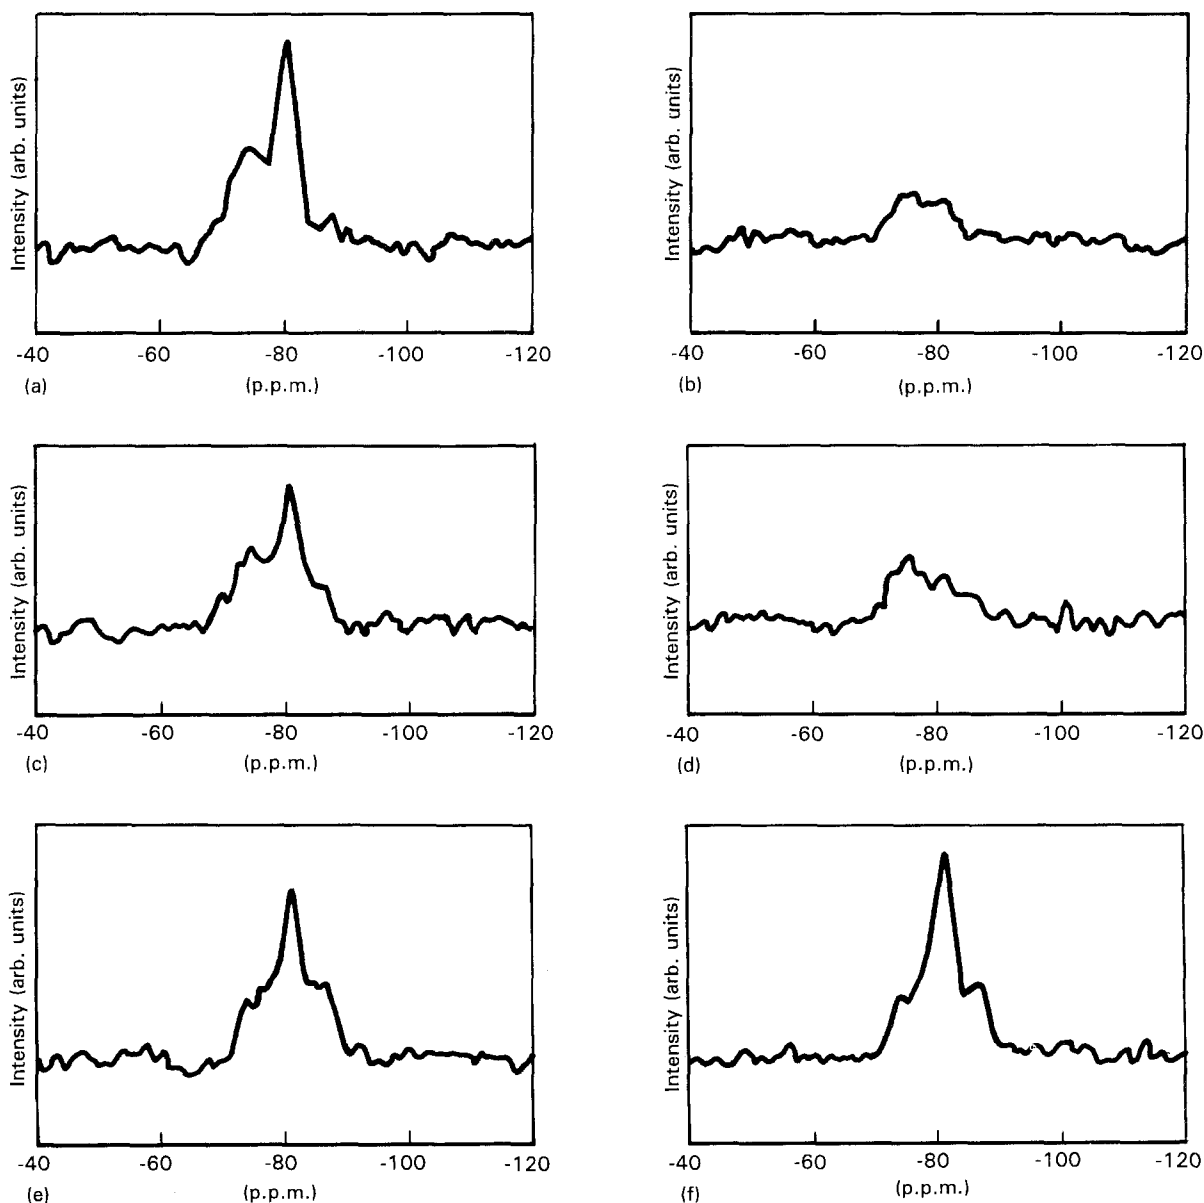 Intensity (arb. units)
-40 -60 -80 -100 -120
(a) (p.p.m.)
Intensity (arb. units)
-40 -60 -80 -100 -120
(b) (p.p.m.)
Intensity (arb. units)
-40 -60 -80 -100 -120
(c) (p.p.m.)
Intensity (arb. units)
-40 -60 -80 -100 -120
(d) (p.p.m.)
Intensity (arb. units)
-40 -60 -80 -100 -120
(e) (p.p.m.)
Intensity (arb. units)
-40 -60 -80 -100 -120
(f) (p.p.m.)